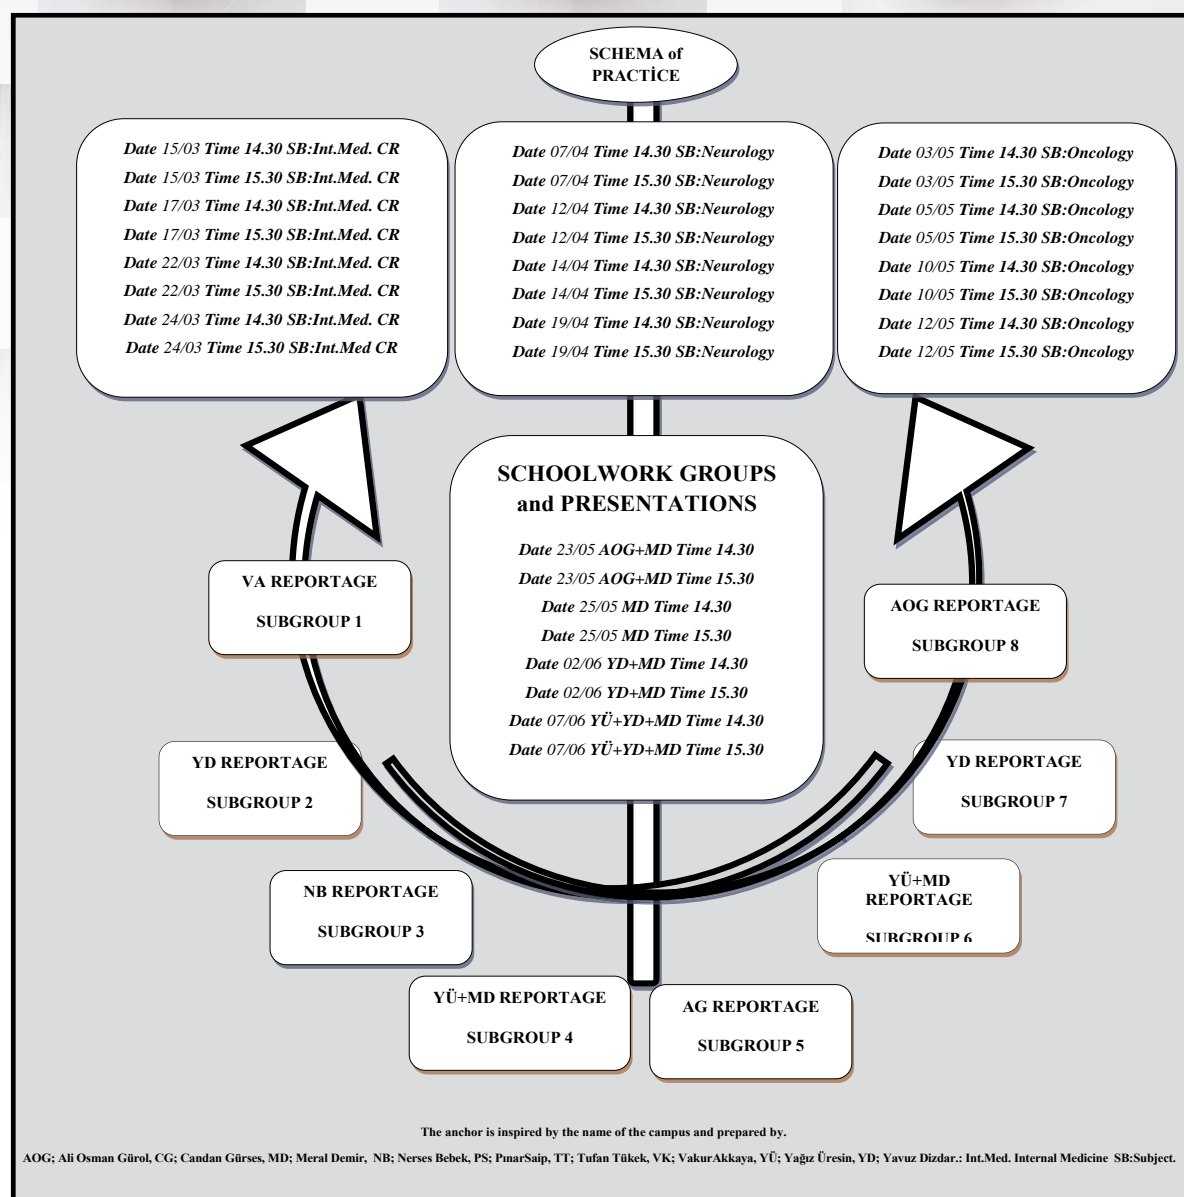 SCHEMA of
PRACTİCE
Date 15/03 Time 14.30 SB:Int.Med. CR
Date 15/03 Time 15.30 SB:Int.Med. CR
Date 17/03 Time 14.30 SB:Int.Med. CR
Date 17/03 Time 15.30 SB:Int.Med. CR
Date 22/03 Time 14.30 SB:Int.Med. CR
Date 22/03 Time 15.30 SB:Int.Med. CR
Date 24/03 Time 14.30 SB:Int.Med. CR
Date 24/03 Time 15.30 SB:Int.Med CR
Date 07/04 Time 14.30 SB:Neurology
Date 07/04 Time 15.30 SB:Neurology
Date 12/04 Time 14.30 SB:Neurology
Date 12/04 Time 15.30 SB:Neurology
Date 14/04 Time 14.30 SB:Neurology
Date 14/04 Time 15.30 SB:Neurology
Date 19/04 Time 14.30 SB:Neurology
Date 19/04 Time 15.30 SB:Neurology
Date 03/05 Time 14.30 SB:Oncology
Date 03/05 Time 15.30 SB:Oncology
Date 05/05 Time 14.30 SB:Oncology
Date 05/05 Time 15.30 SB:Oncology
Date 10/05 Time 14.30 SB:Oncology
Date 10/05 Time 15.30 SB:Oncology
Date 12/05 Time 14.30 SB:Oncology
Date 12/05 Time 15.30 SB:Oncology
SCHOOLWORK GROUPS
and PRESENTATIONS
Date 23/05 AOG+MD Time 14.30
Date 23/05 AOG+MD Time 15.30
Date 25/05 MD Time 14.30
Date 25/05 MD Time 15.30
Date 02/06 YD+MD Time 14.30
Date 02/06 YD+MD Time 15.30
Date 07/06 YÜ+YD+MD Time 14.30
Date 07/06 YÜ+YD+MD Time 15.30
VA REPORTAGE
SUBGROUP 1
YD REPORTAGE
SUBGROUP 2
NB REPORTAGE
SUBGROUP 3
YÜ+MD REPORTAGE
SUBGROUP 4
AG REPORTAGE
SUBGROUP 5
YÜ+MD
REPORTAGE
SUBGROUP 6
YD REPORTAGE
SUBGROUP 7
AOG REPORTAGE
SUBGROUP 8
The anchor is inspired by the name of the campus and prepared by.
AOG; Ali Osman Gürol, CG; Candan Gürses, MD; Meral Demir, NB; Nerses Bebek, PS; PınarSaip, TT; Tufan Tükek, VK; VakurAkkaya, YÜ; Yağız Üresin, YD; Yavuz Dizdar.: Int.Med. Internal Medicine SB:Subject.